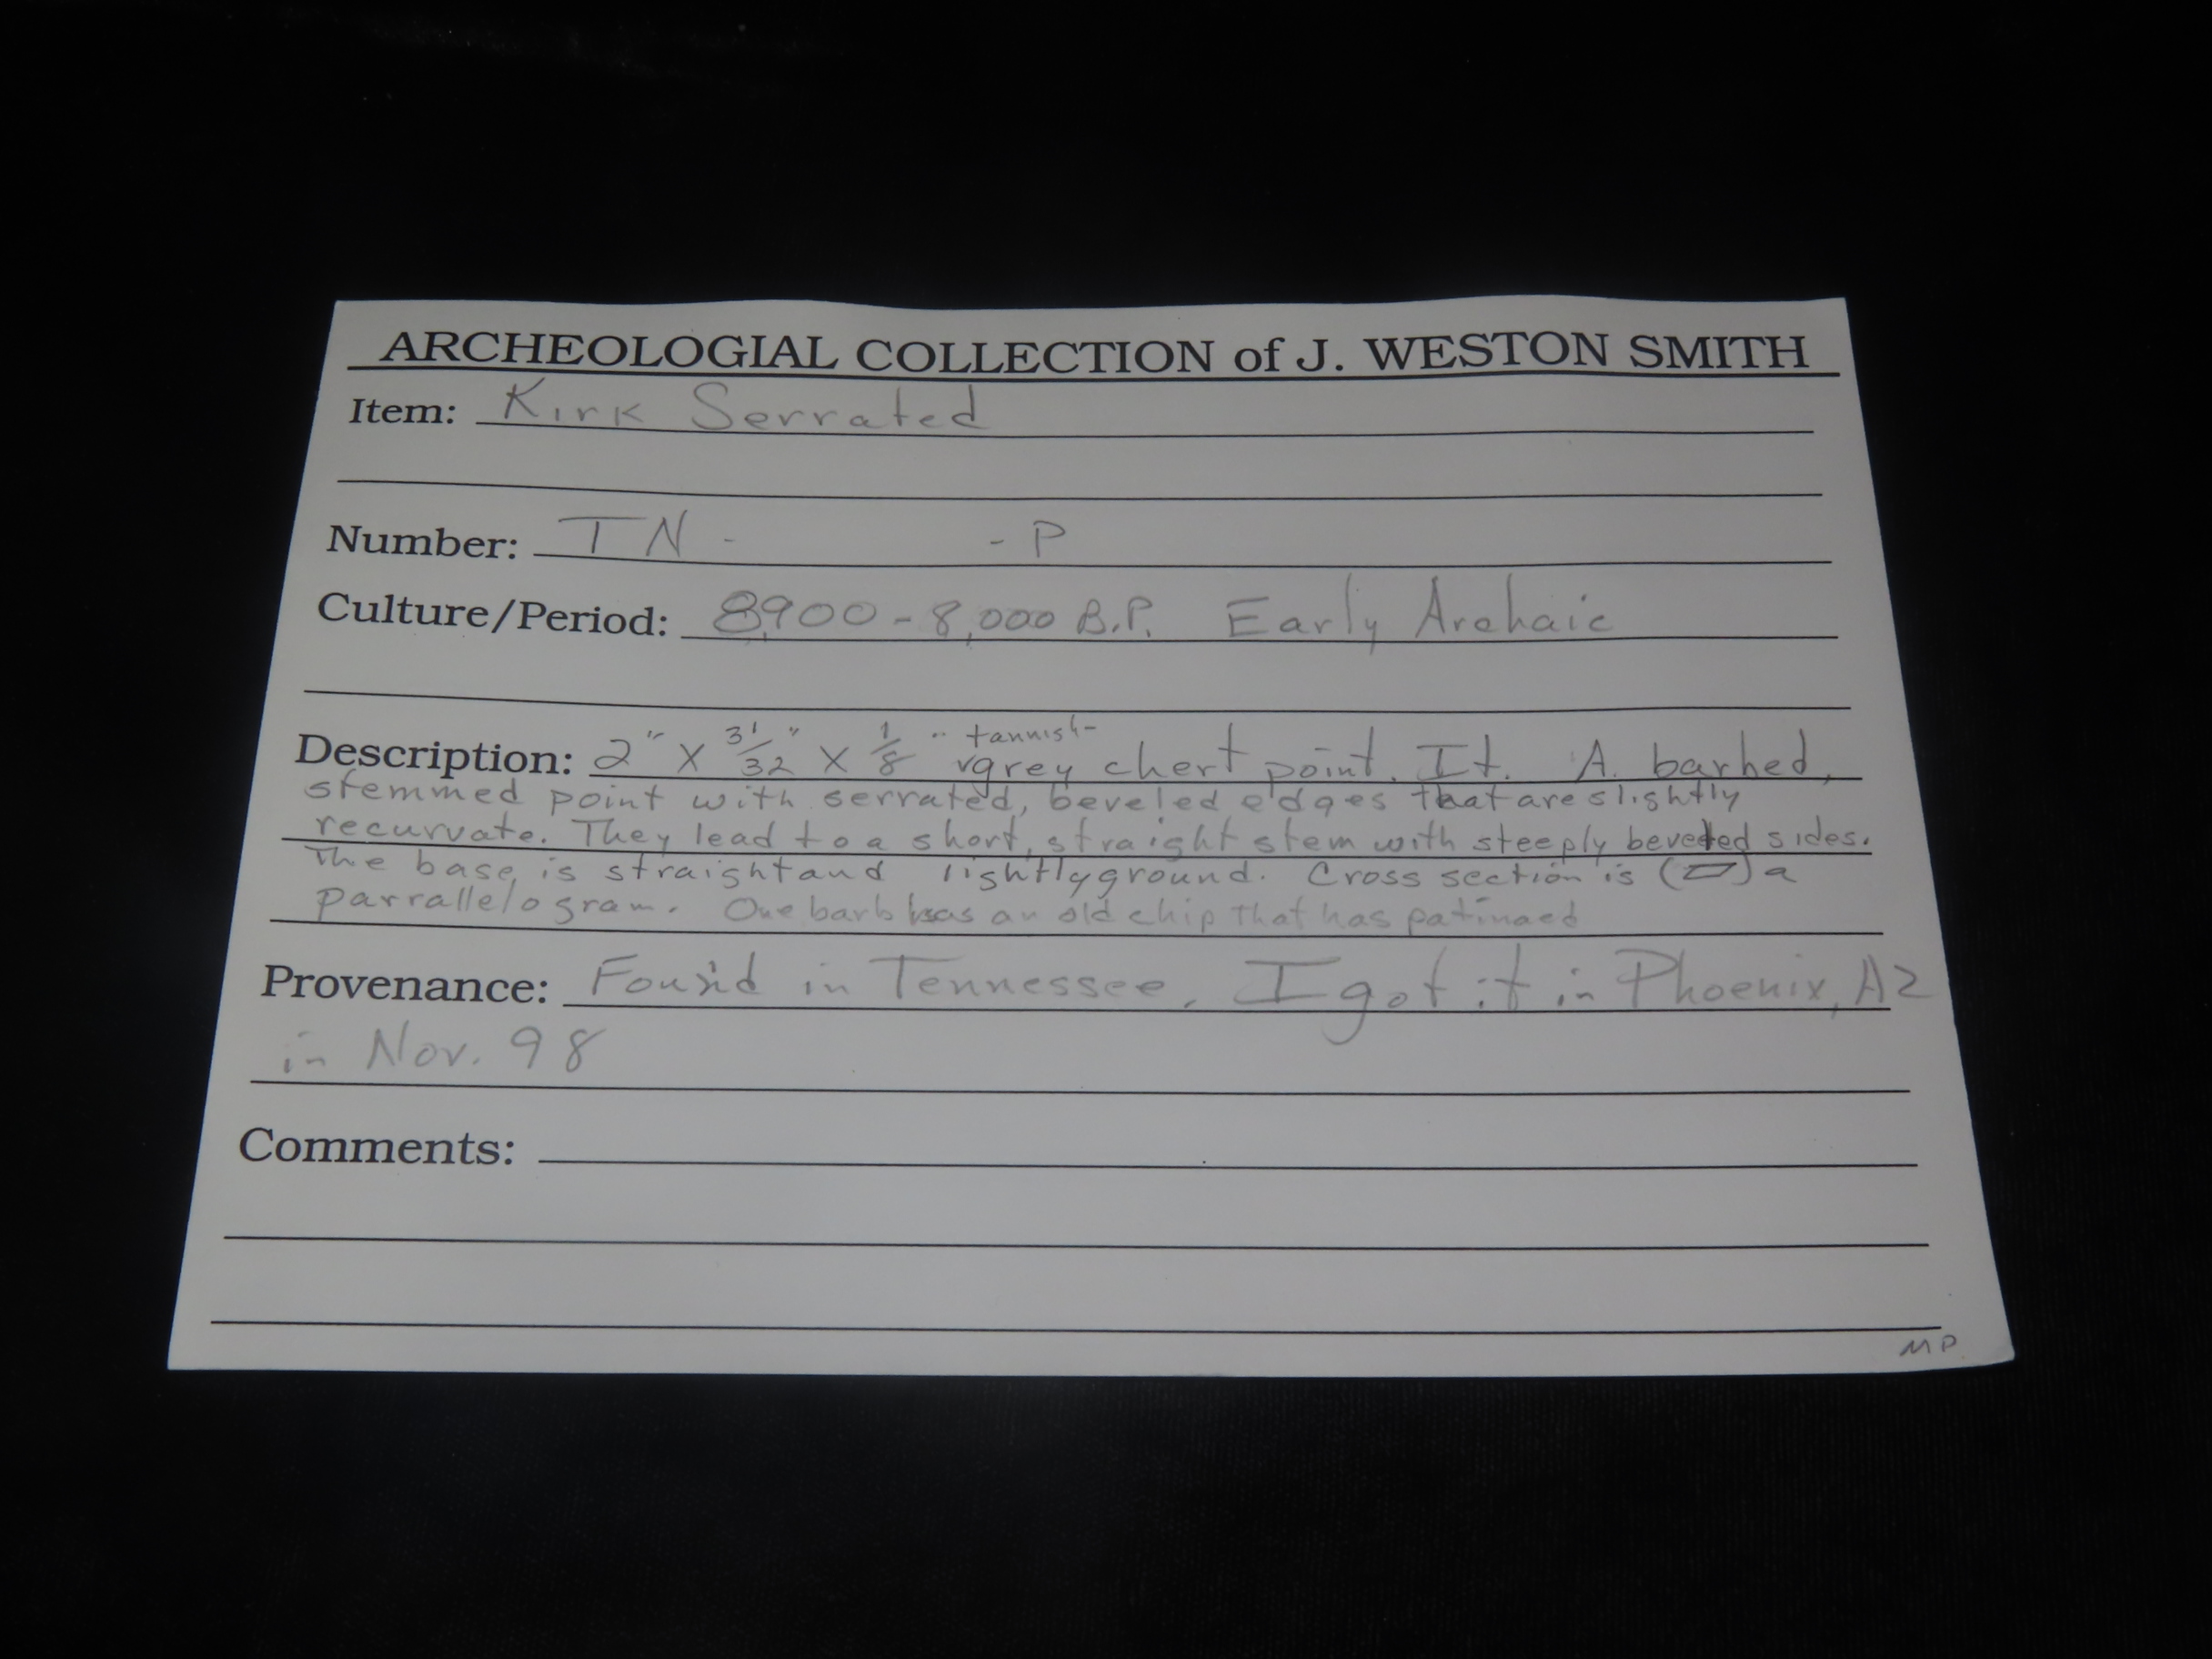 ARCHEOLOGIAL COLLECTION of J. WESTON SMITH
Item: Kirk Serrated
Number: TN - - P
Culture/Period: 8,900 - 8,000 B.P. Early Archaic
Description: 2" X 31/32" X 1/8" tannish-grey chert point. It. A. barbed,
stemmed point with serrated, beveled edges that are slightly
recurvate. They lead to a short, straight stem with steeply beveled sides.
The base is straight and lightly ground. Cross section is (▱) a
parrallelogram. One barb has an old chip that has patinaed
Provenance: Found in Tennessee. I got it in Phoenix, AZ
in Nov. 98
Comments:
MP